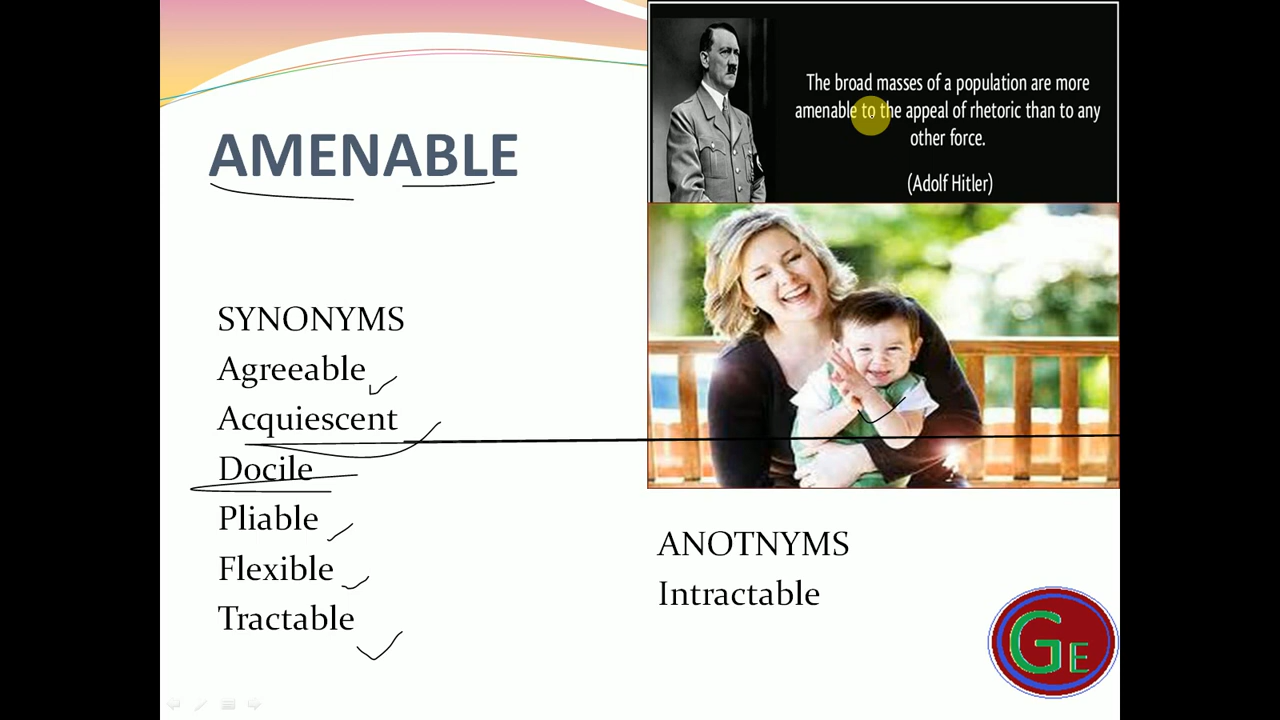 AMENABLE
SYNONYMS
Agreeable
Acquiescent
Docile
Pliable
Flexible
Tractable
The broad masses of a population are more
amenable to the appeal of rhetoric than to any
other force.
(Adolf Hitler)
ANOTNYMS
Intractable
GE